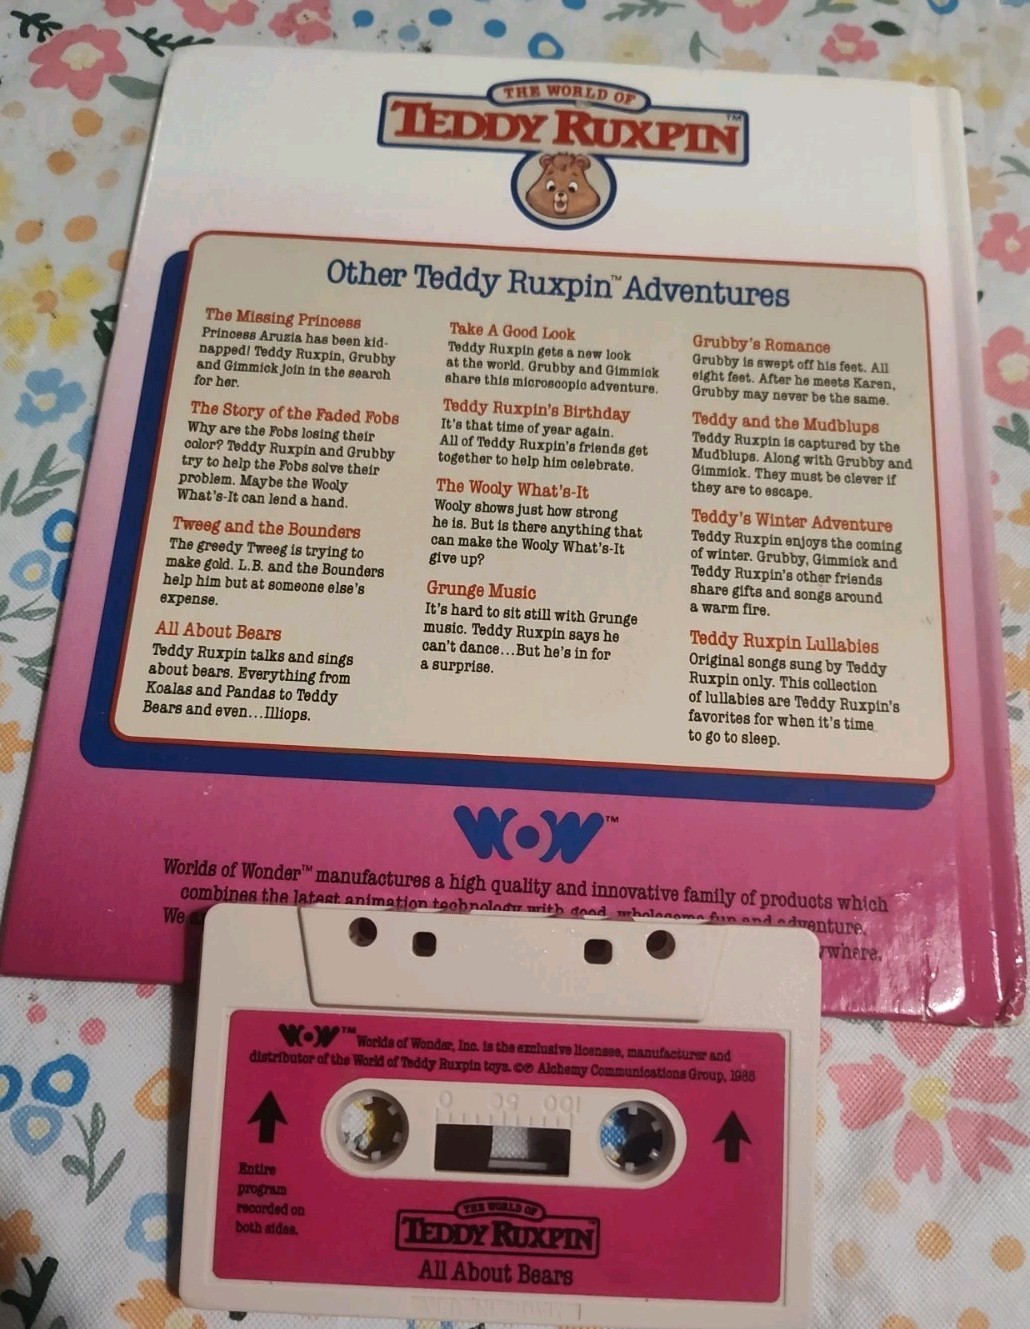 THE WORLD OF
TEDDY RUXPIN™
Other Teddy Ruxpin™ Adventures
The Missing Princess
Princess Aruzia has been kid-
napped! Teddy Ruxpin, Grubby
and Gimmick join in the search
for her.
The Story of the Faded Fobs
Why are the Fobs losing their
color? Teddy Ruxpin and Grubby
try to help the Fobs solve their
problem. Maybe the Wooly
What's-It can lend a hand.
Tweeg and the Bounders
The greedy Tweeg is trying to
make gold. L.B. and the Bounders
help him but at someone else's
expense.
All About Bears
Teddy Ruxpin talks and sings
about bears. Everything from
Koalas and Pandas to Teddy
Bears and even...Illiops.
Take A Good Look
Teddy Ruxpin gets a new look
at the world. Grubby and Gimmick
share this microscopic adventure.
Teddy Ruxpin's Birthday
It's that time of year again.
All of Teddy Ruxpin's friends get
together to help him celebrate.
The Wooly What's-It
Wooly shows just how strong
he is. But is there anything that
can make the Wooly What's-It
give up?
Grunge Music
It's hard to sit still with Grunge
music. Teddy Ruxpin says he
can't dance...But he's in for
a surprise.
Grubby's Romance
Grubby is swept off his feet. All
eight feet. After he meets Karen,
Grubby may never be the same.
Teddy and the Mudblups
Teddy Ruxpin is captured by the
Mudblups. Along with Grubby and
Gimmick. They must be clever if
they are to escape.
Teddy's Winter Adventure
Teddy Ruxpin enjoys the coming
of winter. Grubby, Gimmick and
Teddy Ruxpin's other friends
share gifts and songs around
a warm fire.
Teddy Ruxpin Lullabies
Original songs sung by Teddy
Ruxpin only. This collection
of lullabies are Teddy Ruxpin's
favorites for when it's time
to go to sleep.
WOW™
Worlds of Wonder™ manufactures a high quality and innovative family of products which
combines the latest animation technology with good, wholesome fun and adventure.
We
WOW™ Worlds of Wonder, Inc. is the exclusive licensee, manufacturer and
distributor of the World of Teddy Ruxpin toys. ©℗ Alchemy Communications Group, 1985
0 50 100
Entire
program
recorded on
both sides.
THE WORLD OF
TEDDY RUXPIN™
All About Bears